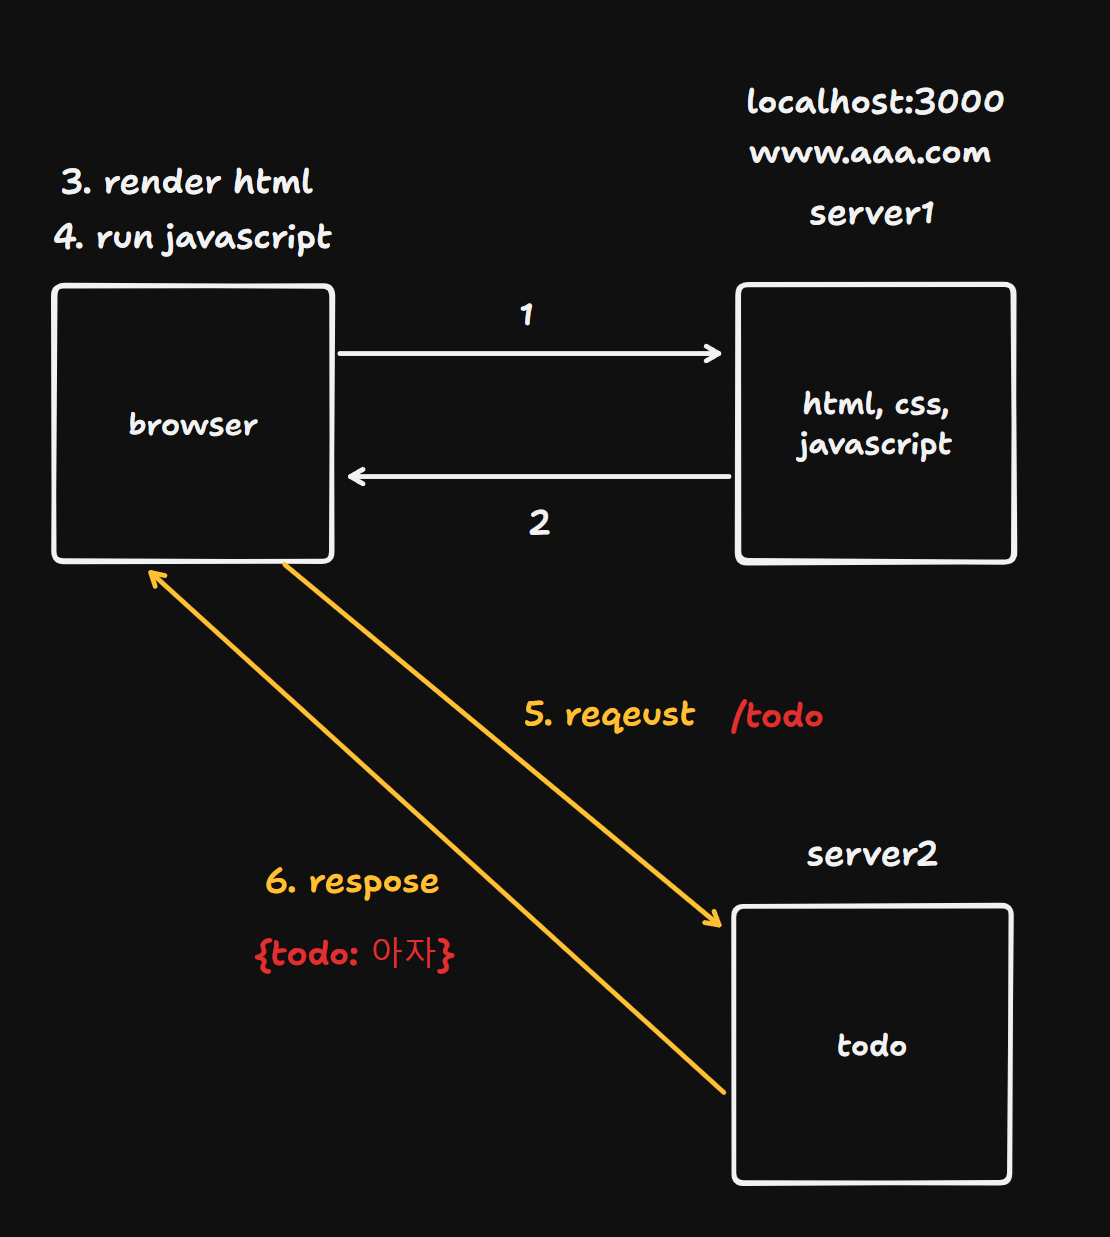 localhost:3000
www.aaa.com
server1
3. render html
4. run javascript
1
browser
html, css,
javascript
2
5. reqeust /todo
server2
6. respose
{todo: 아자}
todo